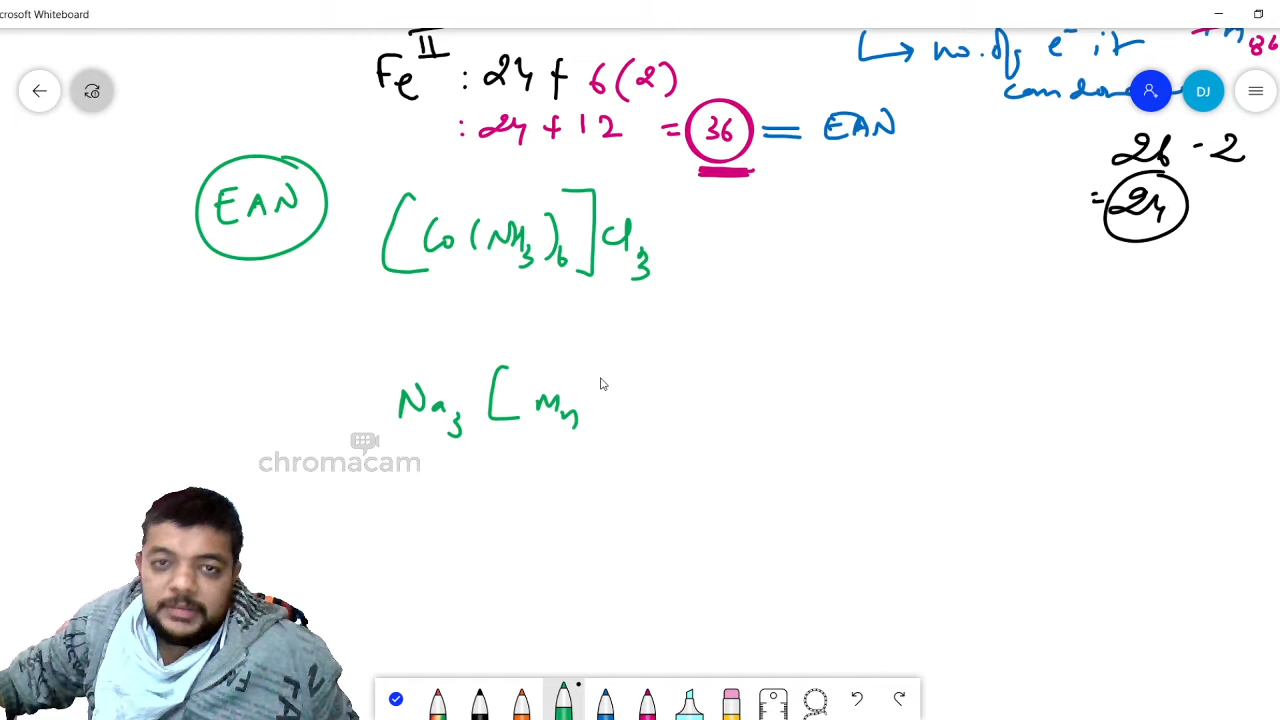 crosoft Whiteboard
Fe^II : 24 + 6(2)
: 24 + 12 = 36 = EAN
↳ no. of e⁻ it
DJ
26 - 2
= 24
EAN
[Co(NH₃)₆]Cl₃
Na₃ [Mn
chromacam